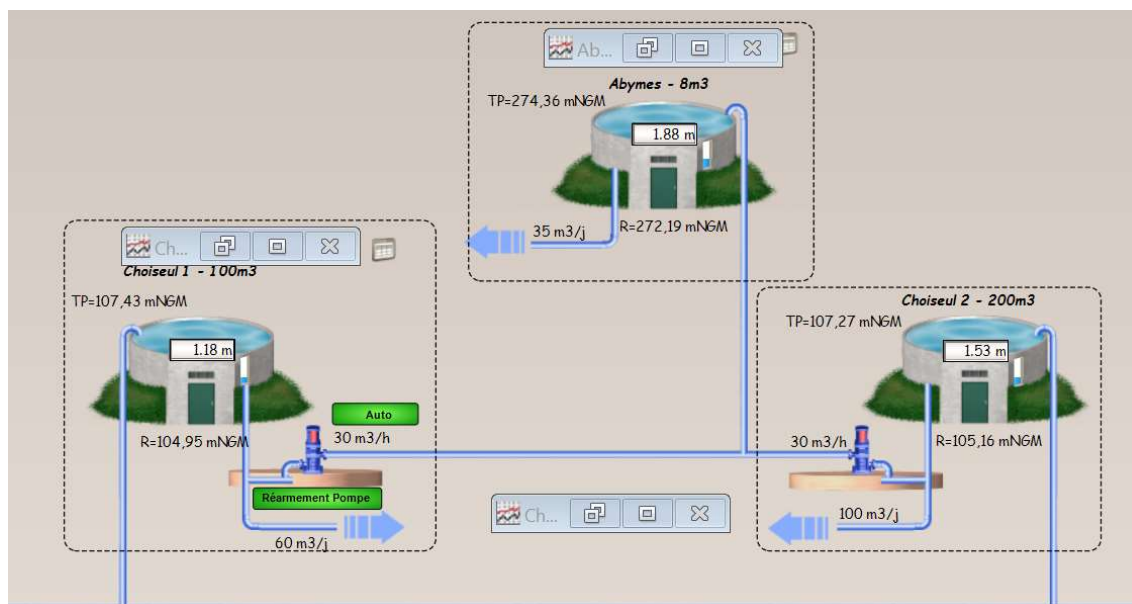 Ab...
Abymes - 8m3
TP=274,36 mNGM
1.88 m
35 m3/j
R=272,19 mNGM
Ch...
Choiseul 1 - 100m3
TP=107,43 mNGM
1.18 m
R=104,95 mNGM
Auto
30 m3/h
Réarmement Pompe
60 m3/j
Choiseul 2 - 200m3
TP=107,27 mNGM
1.53 m
R=105,16 mNGM
30 m3/h
100 m3/j
Ch...